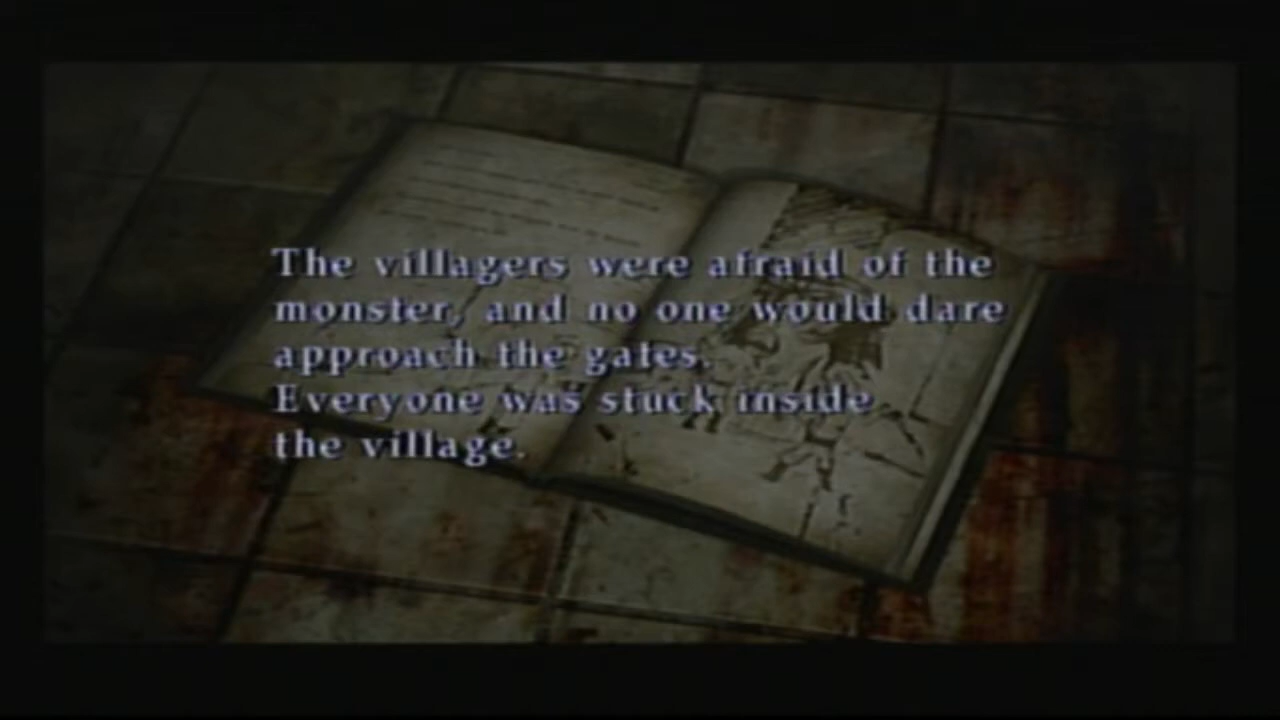 The villagers were afraid of the
monster, and no one would dare
approach the gates.
Everyone was stuck inside
the village.